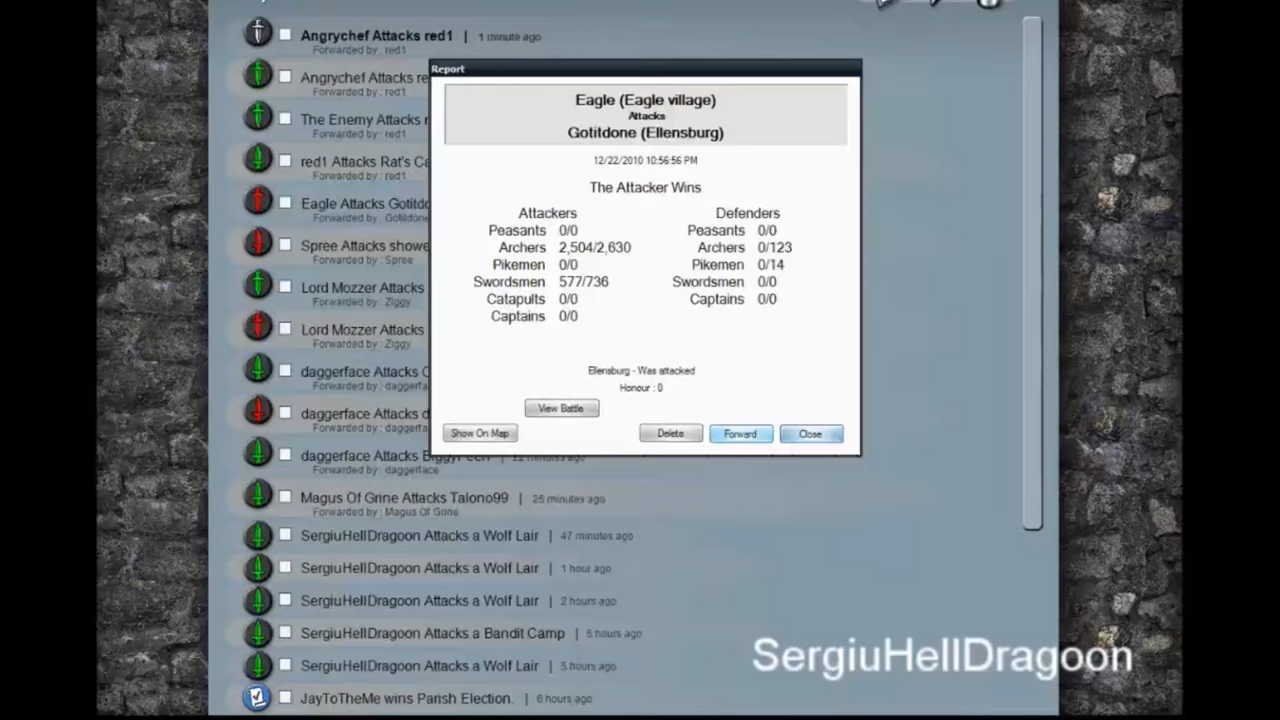 Angrychef Attacks red1 | 1 minute ago
Forwarded by : red1
Angrychef Attacks re
Forwarded by : red1
The Enemy Attacks r
Forwarded by : red1
red1 Attacks Rat's Ca
Forwarded by : red1
Eagle Attacks Gotitdo
Forwarded by : Gotitdone
Spree Attacks showe
Forwarded by : Spree
Lord Mozzer Attacks
Forwarded by : Ziggy
Lord Mozzer Attacks
Forwarded by : Ziggy
daggerface Attacks
Forwarded by : daggerfa
daggerface Attacks d
Forwarded by : daggerfa
daggerface Attacks
Forwarded by : daggerface
Magus Of Grine Attacks Talono99 | 25 minutes ago
Forwarded by : Magus Of Grine
SergiuHellDragoon Attacks a Wolf Lair | 47 minutes ago
SergiuHellDragoon Attacks a Wolf Lair | 1 hour ago
SergiuHellDragoon Attacks a Wolf Lair | 2 hours ago
SergiuHellDragoon Attacks a Bandit Camp | 5 hours ago
SergiuHellDragoon Attacks a Wolf Lair | 5 hours ago
JayToTheMe wins Parish Election. | 6 hours ago
Report
Eagle (Eagle village)
Attacks
Gotitdone (Ellensburg)
12/22/2010 10:56:56 PM
The Attacker Wins
Attackers Defenders
Peasants 0/0 Peasants 0/0
Archers 2,504/2,630 Archers 0/123
Pikemen 0/0 Pikemen 0/14
Swordsmen 577/736 Swordsmen 0/0
Catapults 0/0 Captains 0/0
Captains 0/0
Ellensburg - Was attacked
Honour : 0
View Battle
Show On Map Delete Forward Close
SergiuHellDragoon